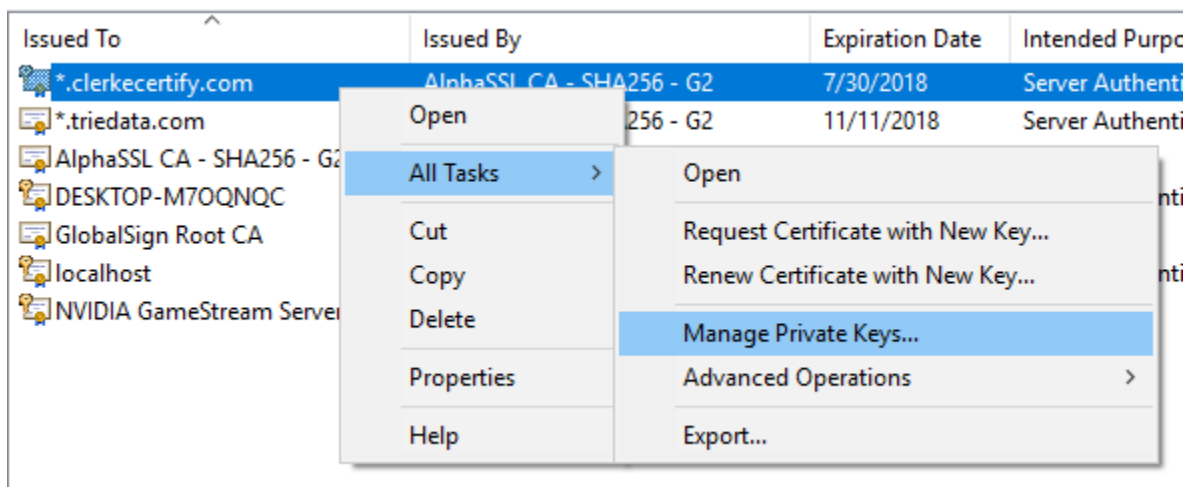 Issued To Issued By Expiration Date Intended Purpo
*.clerkecertify.com AlphaSSL CA - SHA256 - G2 7/30/2018 Server Authenti
*.triedata.com 256 - G2 11/11/2018 Server Authenti
AlphaSSL CA - SHA256 - G2
DESKTOP-M7OQNQC nti
GlobalSign Root CA
localhost nti
NVIDIA GameStream Server
Open
All Tasks
Cut
Copy
Delete
Properties
Help
Open
Request Certificate with New Key...
Renew Certificate with New Key...
Manage Private Keys...
Advanced Operations
Export...